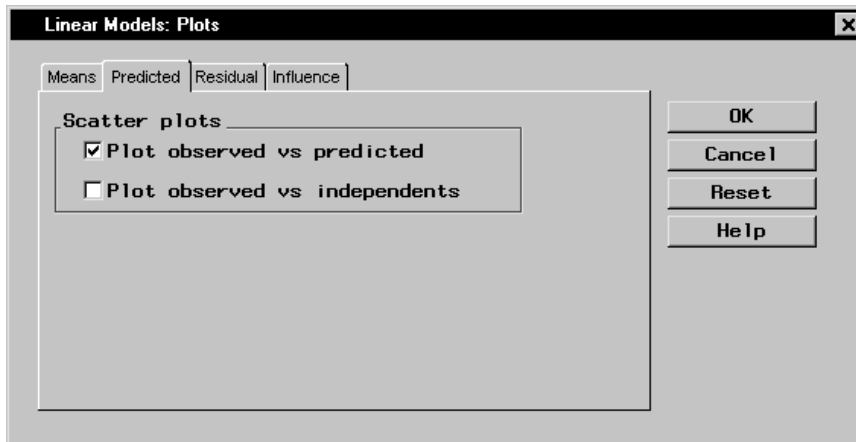 Linear Models: Plots
Means Predicted Residual Influence
Scatter plots
Plot observed vs predicted
Plot observed vs independents
OK
Cancel
Reset
Help